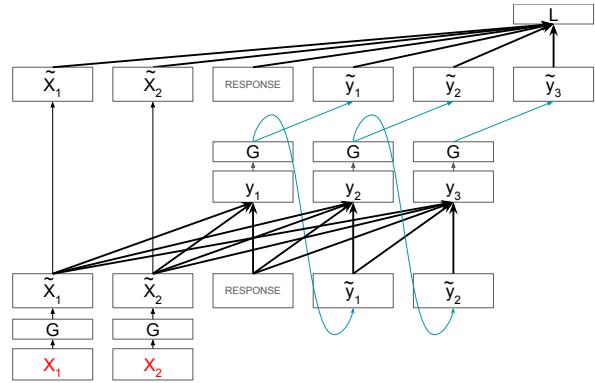 L
X̃₁ X̃₂ RESPONSE ỹ₁ ỹ₂ ỹ₃
G G G
y₁ y₂ y₃
X̃₁ X̃₂ RESPONSE ỹ₁ ỹ₂
G G
X₁ X₂